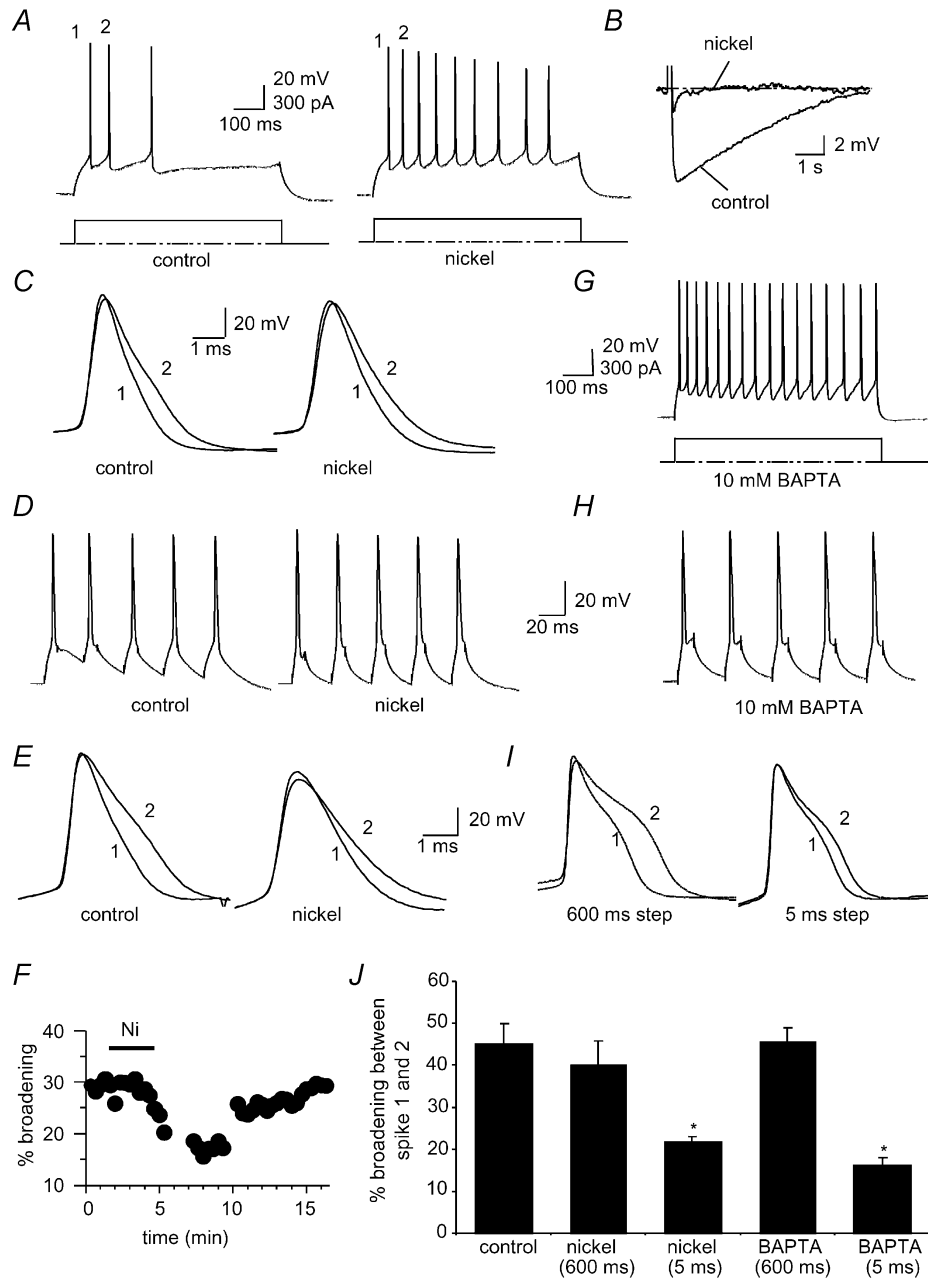 A
1 2
20 mV
300 pA
100 ms
control
1 2
nickel
B
nickel
2 mV
1 s
control
C
20 mV
1 ms
1
2
control
1
2
nickel
G
20 mV
300 pA
100 ms
10 mM BAPTA
D
control
nickel
20 mV
20 ms
H
10 mM BAPTA
E
1
2
control
1
2
nickel
20 mV
1 ms
I
1
2
600 ms step
1
2
5 ms step
F
Ni
% broadening
40
30
20
10
0 5 10 15
time (min)
J
% broadening between
spike 1 and 2
60
50
40
30
20
10
0
*
*
control
nickel
(600 ms)
nickel
(5 ms)
BAPTA
(600 ms)
BAPTA
(5 ms)